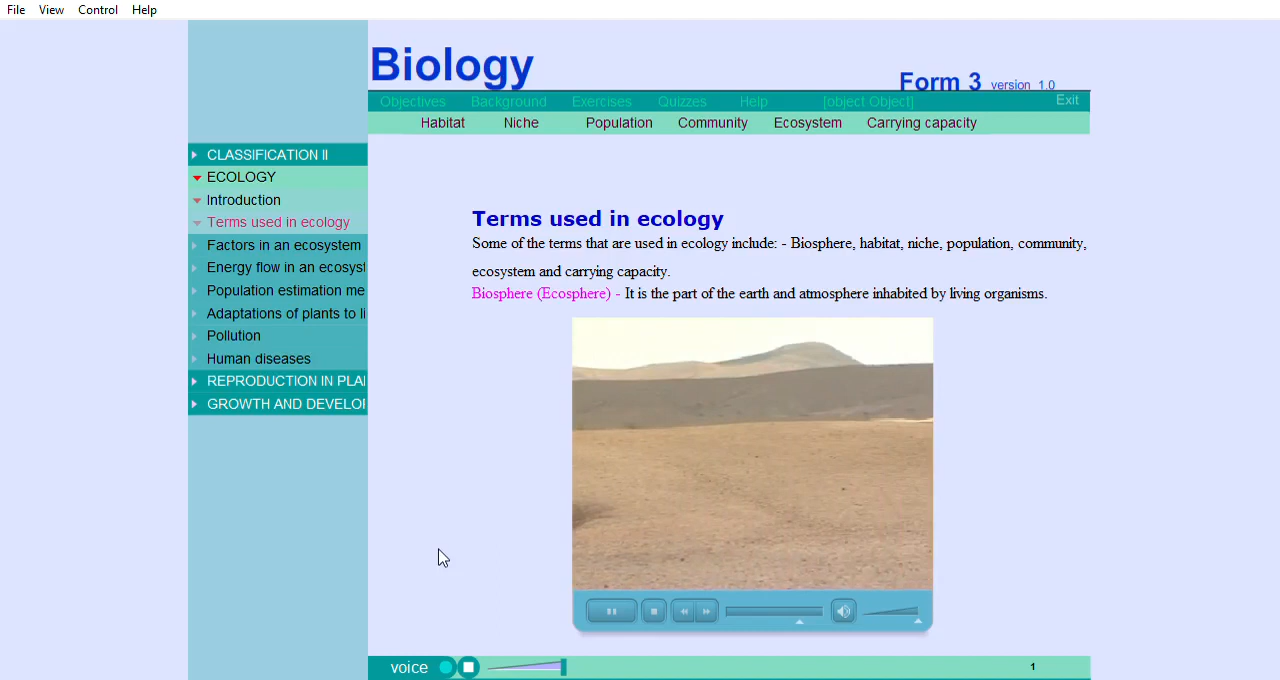 File View Control Help
Biology
Form 3 version 1.0
Objectives Background Exercises Quizzes Help [object Object] Exit
Habitat Niche Population Community Ecosystem Carrying capacity
CLASSIFICATION II
ECOLOGY
Introduction
Terms used in ecology
Factors in an ecosystem
Energy flow in an ecosyst
Population estimation me
Adaptations of plants to li
Pollution
Human diseases
REPRODUCTION IN PLAI
GROWTH AND DEVELOI
Terms used in ecology
Some of the terms that are used in ecology include: - Biosphere, habitat, niche, population, community,
ecosystem and carrying capacity.
Biosphere (Ecosphere) - It is the part of the earth and atmosphere inhabited by living organisms.
voice
1